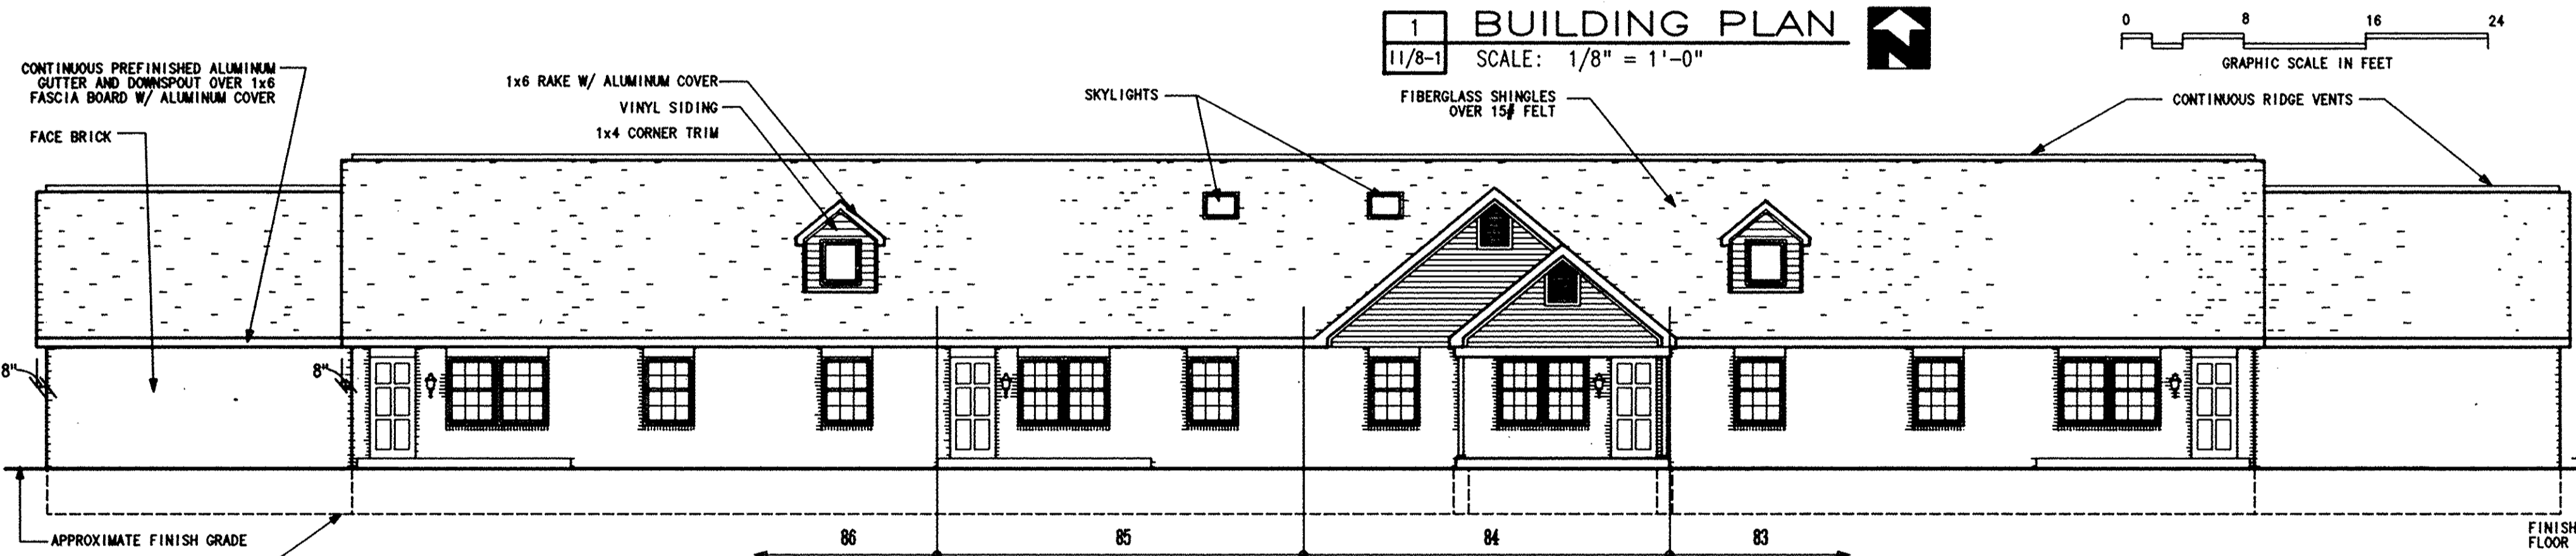 1
BUILDING PLAN
N
11/8-1
SCALE: 1/8" = 1'-0"
0 8 16 24
GRAPHIC SCALE IN FEET
CONTINUOUS PREFINISHED ALUMINUM
GUTTER AND DOWNSPOUT OVER 1x6
FASCIA BOARD W/ ALUMINUM COVER
FACE BRICK
1x6 RAKE W/ ALUMINUM COVER
VINYL SIDING
1x4 CORNER TRIM
SKYLIGHTS
FIBERGLASS SHINGLES
OVER 15# FELT
CONTINUOUS RIDGE VENTS
8"
8"
APPROXIMATE FINISH GRADE
86
85
84
83
FINISH
FLOOR